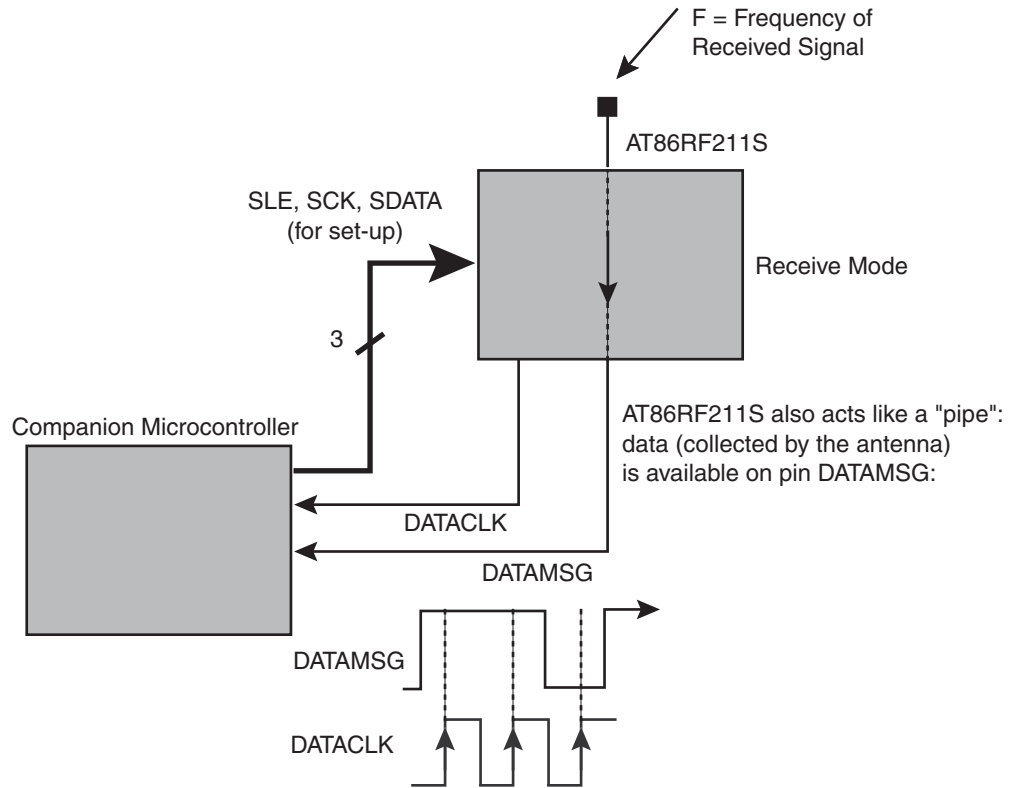 F = Frequency of
Received Signal
AT86RF211S
SLE, SCK, SDATA
(for set-up)
Receive Mode
3
AT86RF211S also acts like a "pipe":
data (collected by the antenna)
is available on pin DATAMSG:
Companion Microcontroller
DATACLK
DATAMSG
DATAMSG
DATACLK